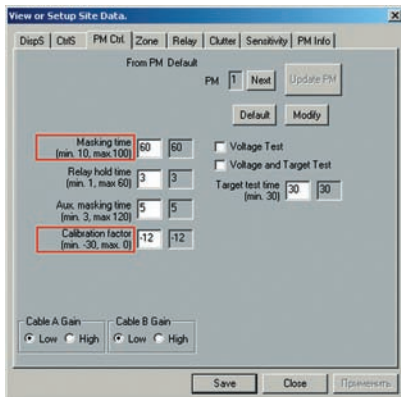 View or Setup Site Data.
DispS CtrlS PM Ctrl. Zone Relay Clutter Sensitivity PM Info
From PM Default
PM 1 Next Update PM
Default Modify
Masking time
(min. 10, max.100) 60 60
Voltage Test
Relay hold time
(min. 1, max 60) 3 3
Voltage and Target Test
Target test time
(min. 30) 30 30
Aux. masking time
(min. 3, max 120) 5 5
Calibration factor
(min. -30, max. 0) -12 -12
Cable A Gain Cable B Gain
Low High Low High
Save Close Применить